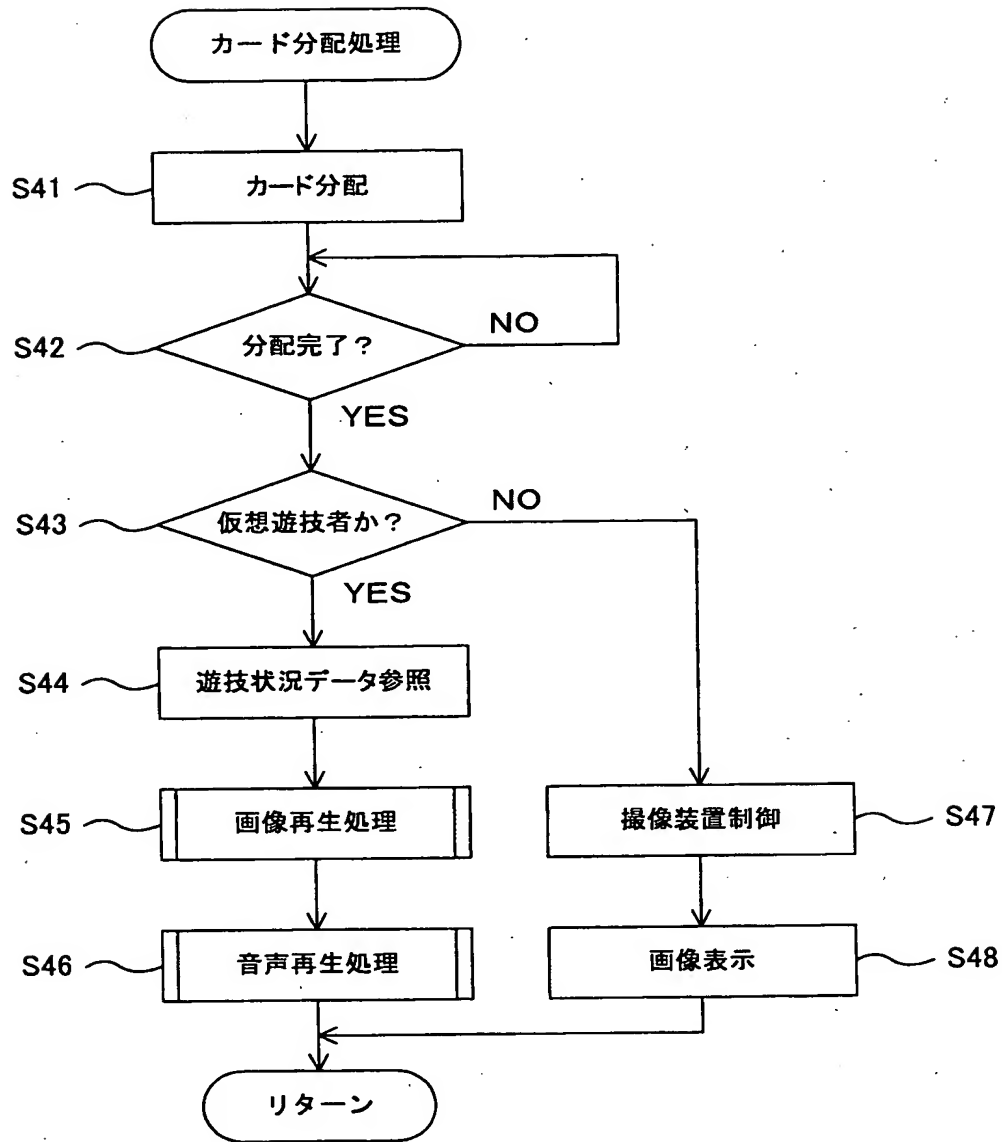 カード分配処理
S41
カード分配
S42
分配完了？
NO
YES
S43
仮想遊技者か？
NO
YES
S44
遊技状況データ参照
S45
画像再生処理
撮像装置制御
S47
S46
音声再生処理
画像表示
S48
リターン